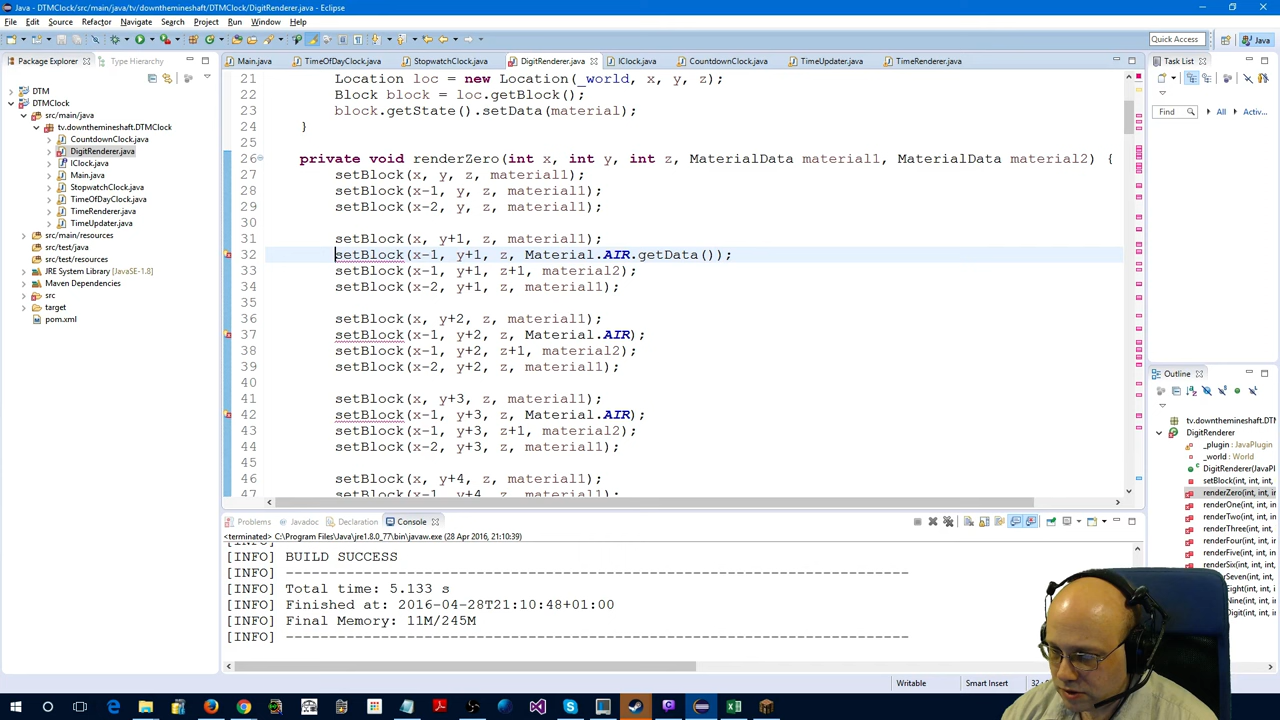 Java - DTMClock/src/main/java/tv/downthemineshaft/DTMClock/DigitRenderer.java - Eclipse
File Edit Source Refactor Navigate Search Project Run Window Help
Quick Access
Java
Package Explorer
Type Hierarchy
DTM
DTMClock
src/main/java
tv.downthemineshaft.DTMClock
CountdownClock.java
DigitRenderer.java
IClock.java
Main.java
StopwatchClock.java
TimeOfDayClock.java
TimeRenderer.java
TimeUpdater.java
src/main/resources
src/test/java
src/test/resources
JRE System Library [JavaSE-1.8]
Maven Dependencies
src
target
pom.xml
Main.java TimeOfDayClock.java StopwatchClock.java DigitRenderer.java IClock.java CountdownClock.java TimeUpdater.java TimeRenderer.java
21 Location loc = new Location(_world, x, y, z);
22 Block block = loc.getBlock();
23 block.getState().setData(material);
24 }
25
26 private void renderZero(int x, int y, int z, MaterialData material1, MaterialData material2) {
27 setBlock(x, y, z, material1);
28 setBlock(x-1, y, z, material1);
29 setBlock(x-2, y, z, material1);
30
31 setBlock(x, y+1, z, material1);
32 setBlock(x-1, y+1, z, Material.AIR.getData());
33 setBlock(x-1, y+1, z+1, material2);
34 setBlock(x-2, y+1, z, material1);
35
36 setBlock(x, y+2, z, material1);
37 setBlock(x-1, y+2, z, Material.AIR);
38 setBlock(x-1, y+2, z+1, material2);
39 setBlock(x-2, y+2, z, material1);
40
41 setBlock(x, y+3, z, material1);
42 setBlock(x-1, y+3, z, Material.AIR);
43 setBlock(x-1, y+3, z+1, material2);
44 setBlock(x-2, y+3, z, material1);
45
46 setBlock(x, y+4, z, material1);
47 setBlock(x-1, y+4, z, material1);
Task List
Find All Activ...
Outline
tv.downthemineshaft.DT
DigitRenderer
_plugin : JavaPlugin
_world : World
DigitRenderer(JavaPl
setBlock(int, int, int,
renderZero(int, int, i
renderOne(int, int, i
renderTwo(int, int, i
renderThree(int, int,
renderFour(int, int, i
renderFive(int, int, i
renderSix(int, int, in
Seven(int, i
Eight(int, in
Nine(int, in
Digit(int, int
Problems Javadoc Declaration Console
<terminated> C:\Program Files\Java\jre1.8.0_77\bin\javaw.exe (28 Apr 2016, 21:10:39)
[INFO] BUILD SUCCESS
[INFO] ------------------------------------------------------------------------
[INFO] Total time: 5.133 s
[INFO] Finished at: 2016-04-28T21:10:48+01:00
[INFO] Final Memory: 11M/245M
[INFO] ------------------------------------------------------------------------
Writable Smart Insert 32 :